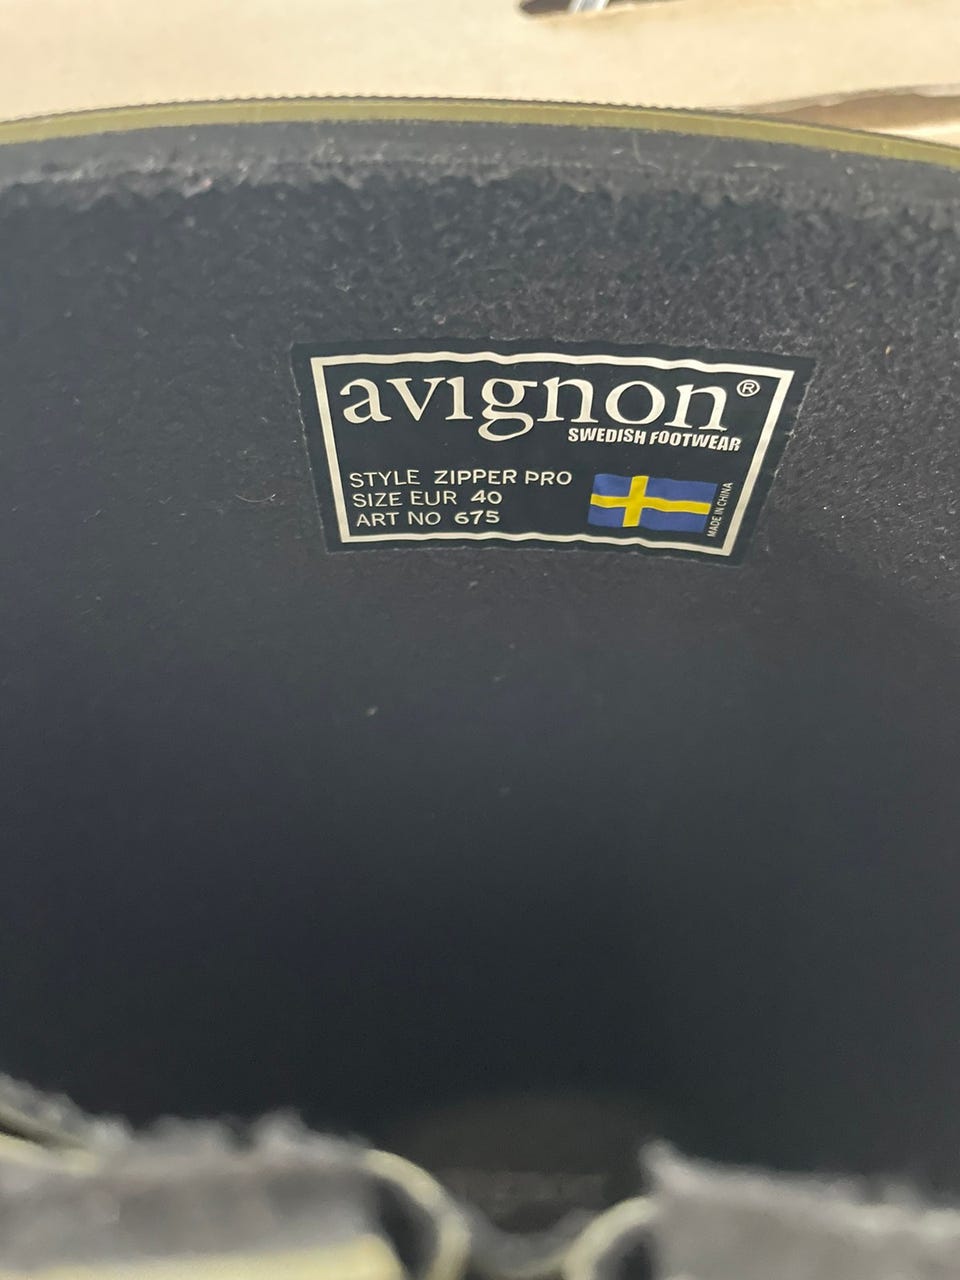 avignon®
SWEDISH FOOTWEAR
STYLE ZIPPER PRO
SIZE EUR 40
ART NO 675
MADE IN CHINA